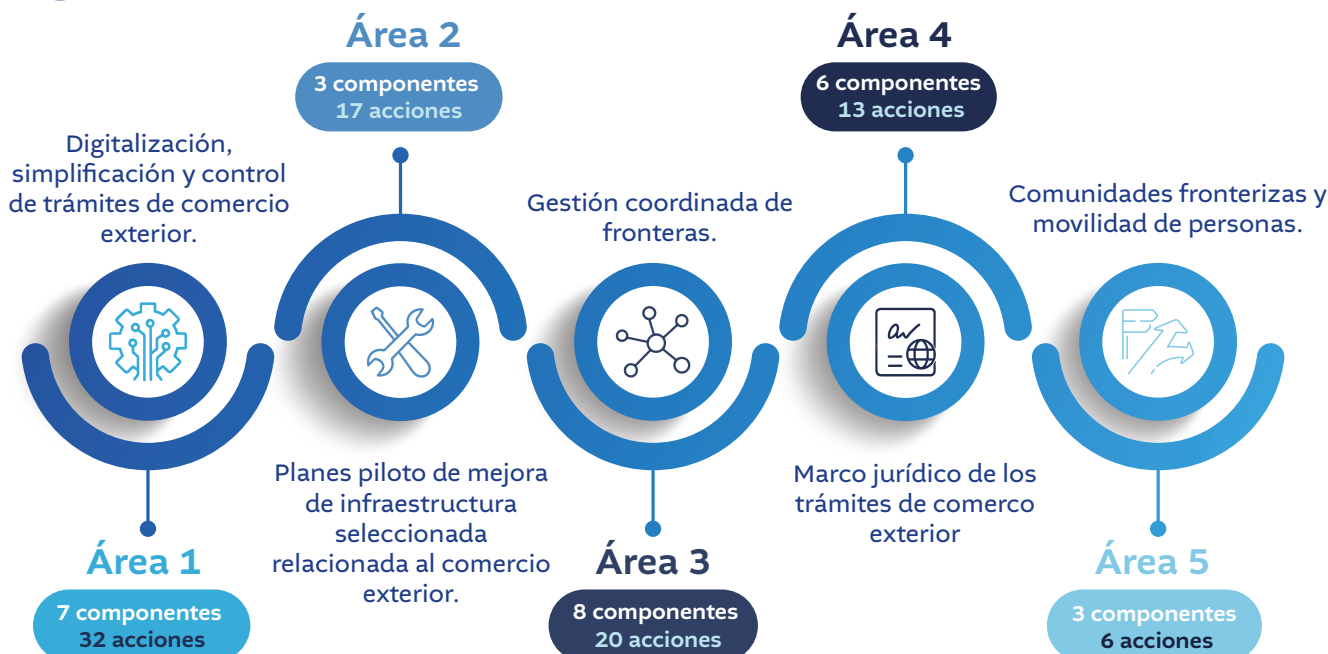 Área 1
7 componentes
32 acciones
Digitalización,
simplificación y control
de trámites de comercio
exterior.
Área 2
3 componentes
17 acciones
Planes piloto de mejora
de infraestructura
seleccionada
relacionada al comercio
exterior.
Área 3
8 componentes
20 acciones
Gestión coordinada de
fronteras.
Área 4
6 componentes
13 acciones
Marco jurídico de los
trámites de comerco
exterior
Área 5
3 componentes
6 acciones
Comunidades fronterizas y
movilidad de personas.